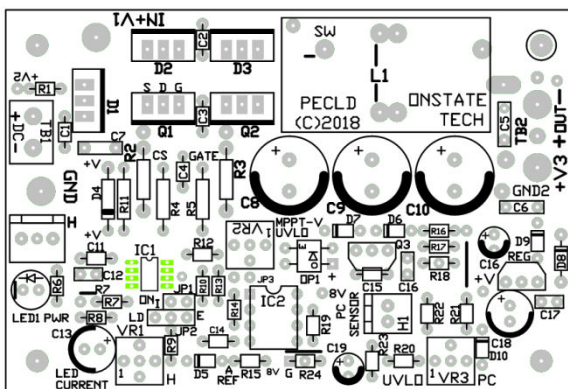 IN+V1
C2
SW
D2
D3
V2+
R1
D1
L1
+DC-
TB1
S D G
C1
C3
PECLD
ONSTATE
(C)2018
TECH
C5
TB2
+V3 +OUT-
Q1
Q2
C7
+V
R2
CS
GATE
C4
R3
GND
D4
R11
R4
R5
C8
C9
C10
GND2
C6
H
+V
VR2
MPPT-V
UVLO
D7
D6
R16
R17
Q3
C16
D9
REG
D8
C11
IC1
R12
C12
OP1
+
R18
+V
LED1 PWR
R6
R7
R7
ON
JP1
R10
R13
JP3
IC2
8V
C15
C16
C17
R8
LD
E
R14
R19
PC
SENSOR
H1
R22
R21
C13
VR1
JP2
R9
C18
LED
CURRENT
1
H
D5
A
REF
R15
8V
G
R24
C19
R23
UVLO
R20
1
VR3
PC
D10